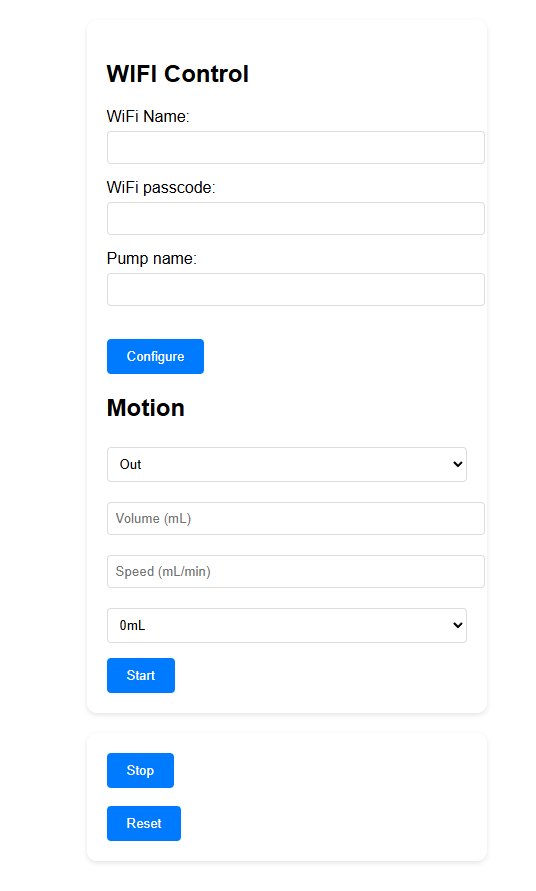 WIFI Control
WiFi Name:
WiFi passcode:
Pump name:
Configure
Motion
Out
Volume (mL)
Speed (mL/min)
0mL
Start
Stop
Reset